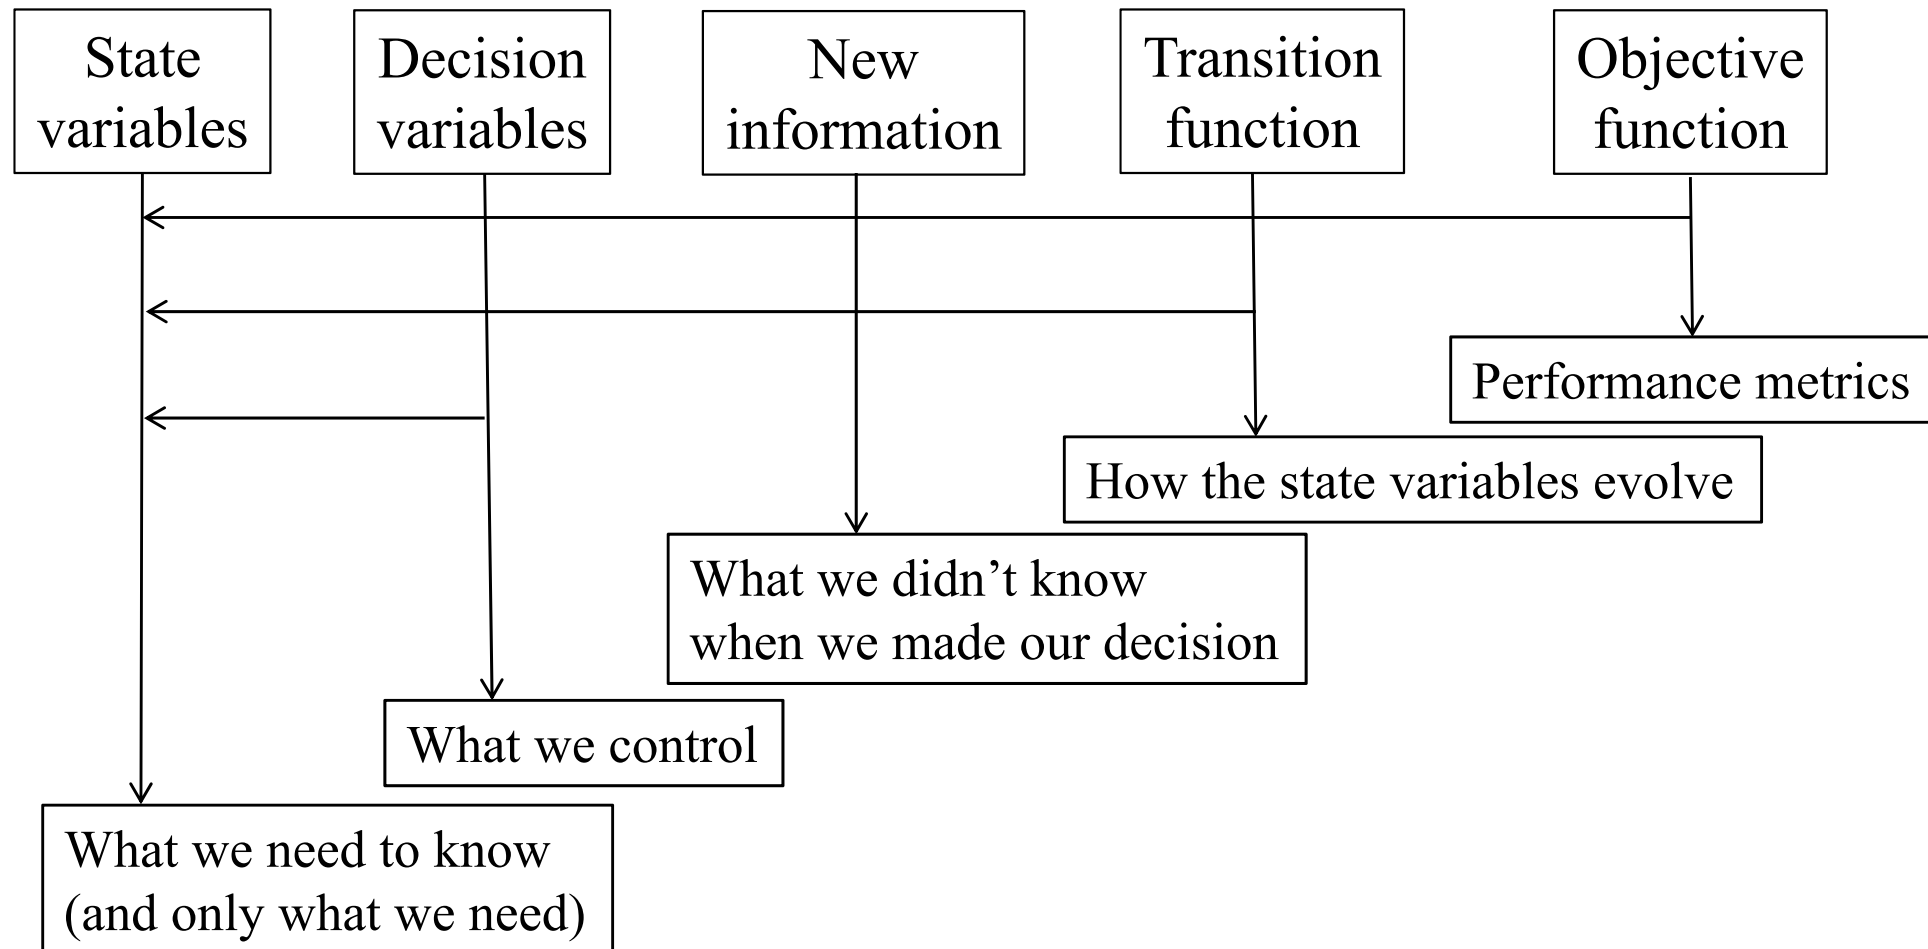 State
variables
Decision
variables
New
information
Transition
function
Objective
function
Performance metrics
How the state variables evolve
What we didn’t know
when we made our decision
What we control
What we need to know
(and only what we need)